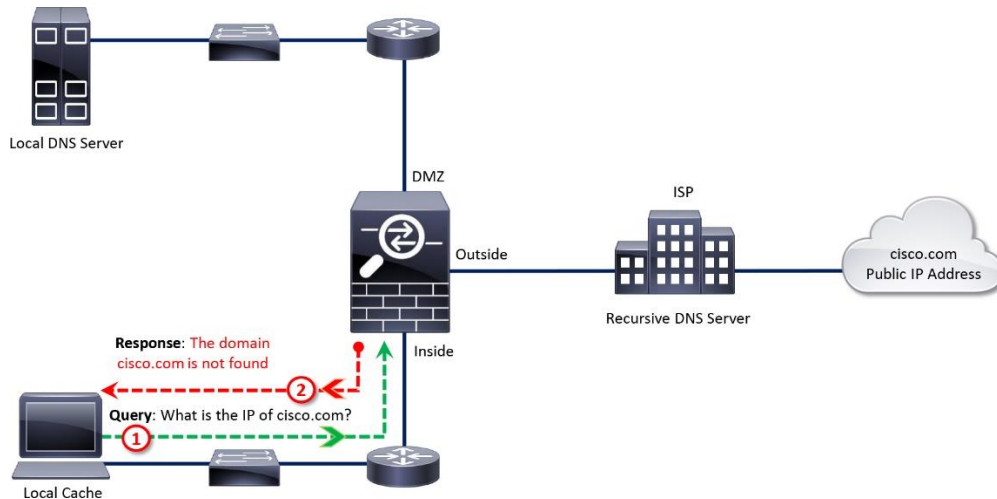 Local DNS Server
DMZ
ISP
Outside
cisco.com
Public IP Address
Recursive DNS Server
Inside
Response: The domain
cisco.com is not found
2
Query: What is the IP of cisco.com?
1
Local Cache